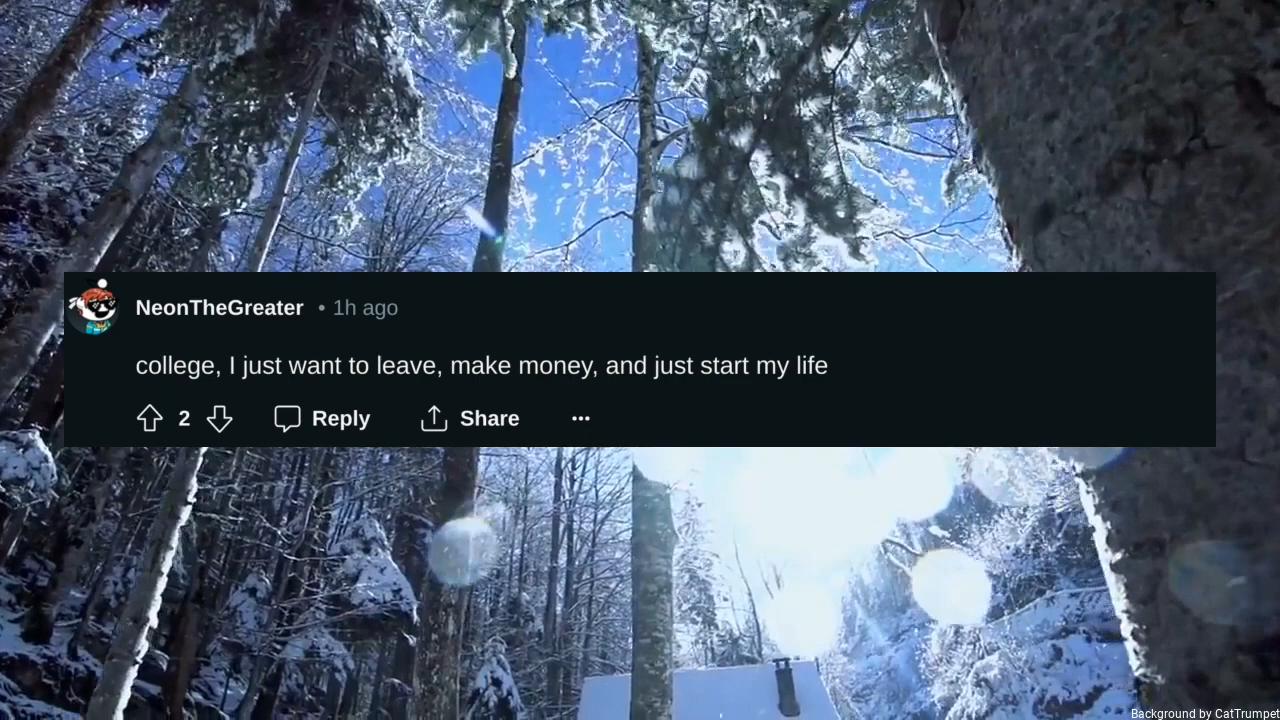 NeonTheGreater • 1h ago
college, I just want to leave, make money, and just start my life
2 Reply Share ...
Background by CatTrumpet